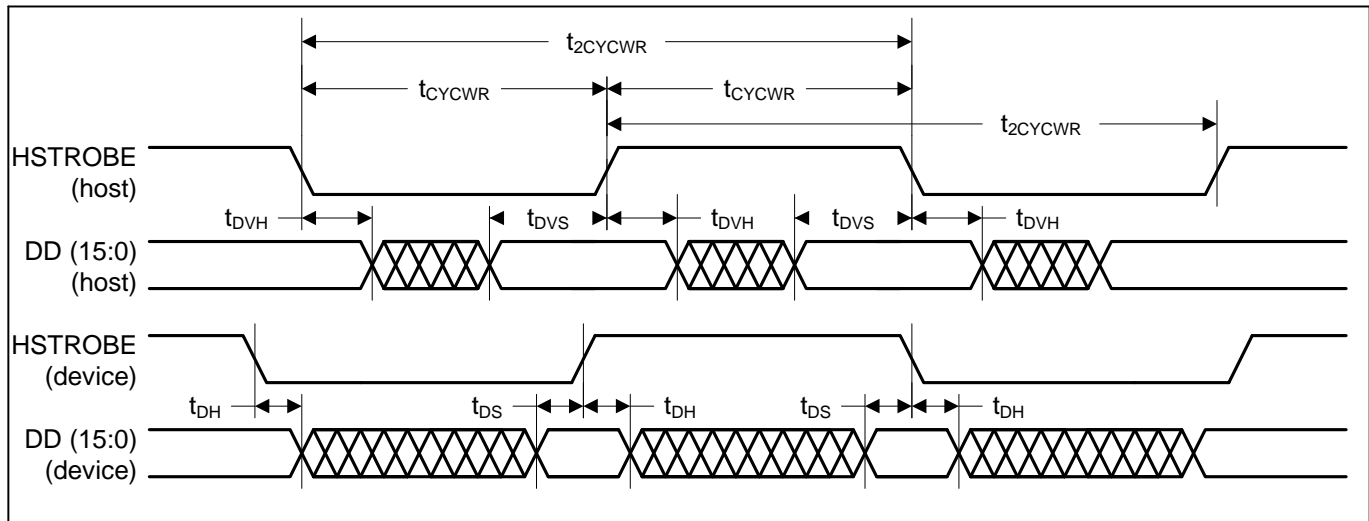 t2CYCWR
tCYCWR tCYCWR
t2CYCWR
HSTROBE
(host)
tDVH tDVS tDVH tDVS tDVH
DD (15:0)
(host)
HSTROBE
(device)
tDH tDS tDH tDS tDH
DD (15:0)
(device)